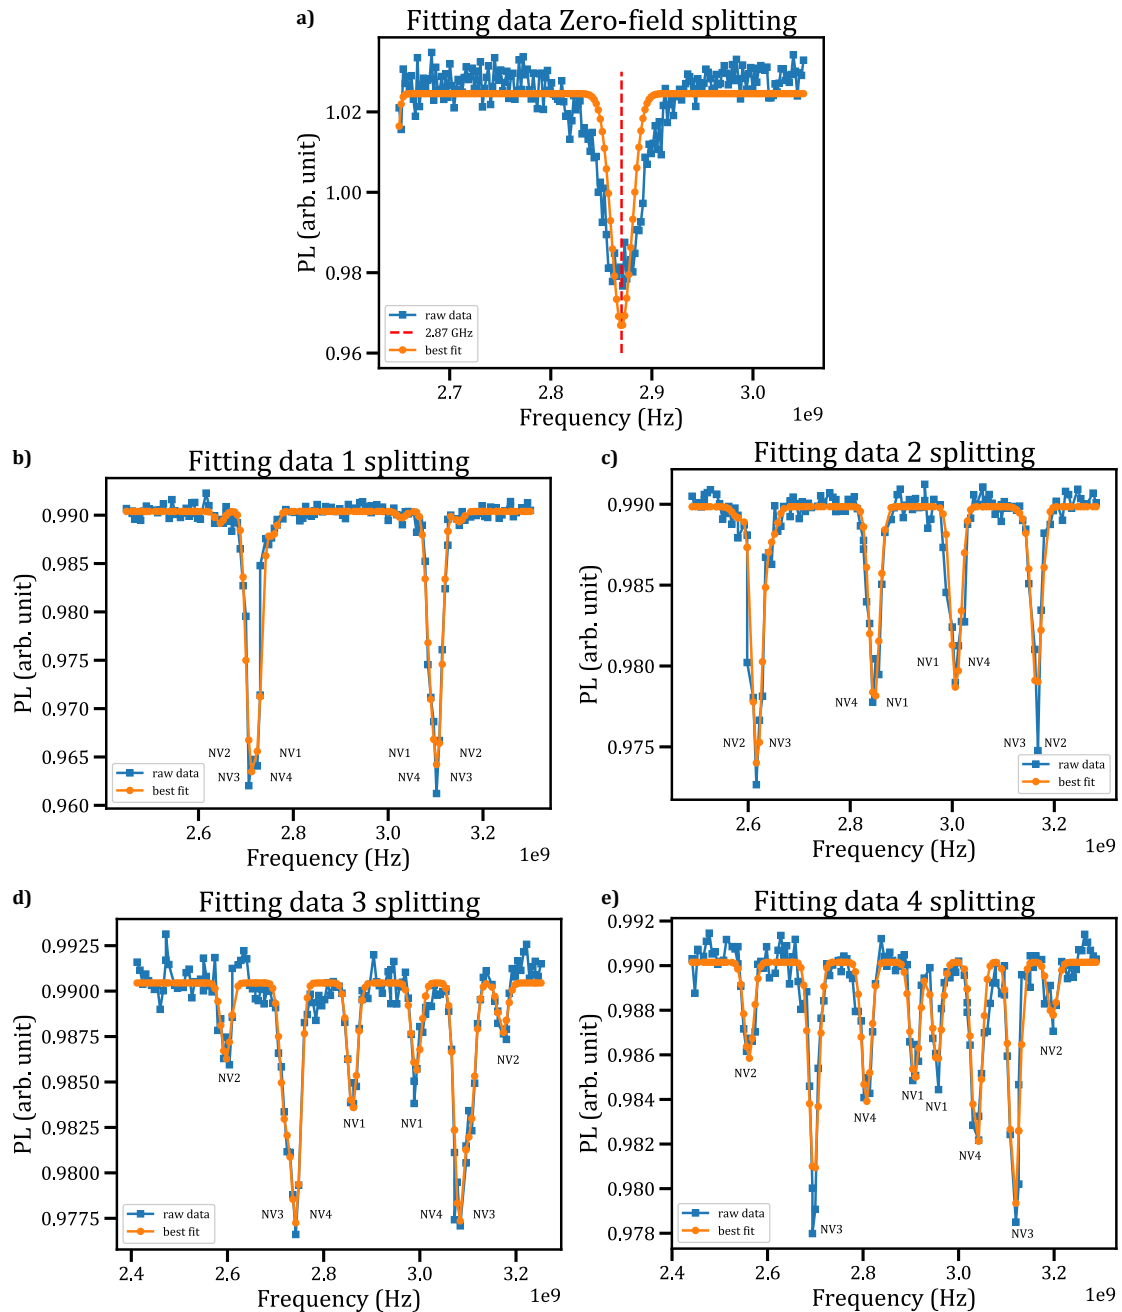 a) Fitting data Zero-field splitting
PL (arb. unit)
1.02
1.00
0.98
0.96
raw data
2.87 GHz
best fit
2.7 2.8 2.9 3.0
1e9
Frequency (Hz)
b) Fitting data 1 splitting
PL (arb. unit)
0.990
0.985
0.980
0.975
0.970
0.965
0.960
NV2 NV1 NV1 NV2
NV3 NV4 NV4 NV3
raw data
best fit
2.6 2.8 3.0 3.2
1e9
Frequency (Hz)
c) Fitting data 2 splitting
PL (arb. unit)
0.990
0.985
0.980
0.975
NV1 NV4
NV4 NV1
NV2 NV3 NV3 NV2
raw data
best fit
2.6 2.8 3.0 3.2
1e9
Frequency (Hz)
d) Fitting data 3 splitting
PL (arb. unit)
0.9925
0.9900
0.9875
0.9850
0.9825
0.9800
0.9775
NV2 NV2
NV1 NV1
NV3 NV4 NV4 NV3
raw data
best fit
2.4 2.6 2.8 3.0 3.2
1e9
Frequency (Hz)
e) Fitting data 4 splitting
PL (arb. unit)
0.992
0.990
0.988
0.986
0.984
0.982
0.980
0.978
NV2 NV2
NV4 NV1 NV1
NV4
NV3 NV3
raw data
best fit
2.4 2.6 2.8 3.0 3.2
1e9
Frequency (Hz)